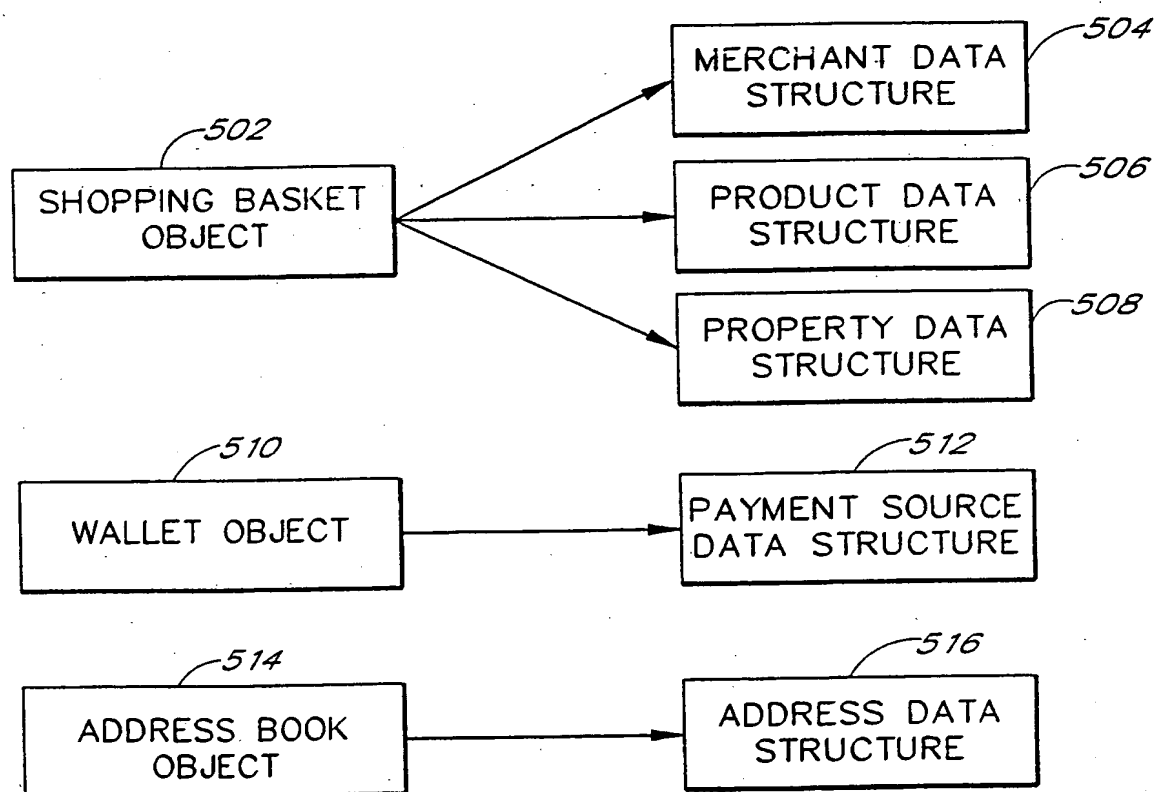 504
MERCHANT DATA
STRUCTURE
502
SHOPPING BASKET
OBJECT
506
PRODUCT DATA
STRUCTURE
508
PROPERTY DATA
STRUCTURE
510
WALLET OBJECT
512
PAYMENT SOURCE
DATA STRUCTURE
514
ADDRESS BOOK
OBJECT
516
ADDRESS DATA
STRUCTURE